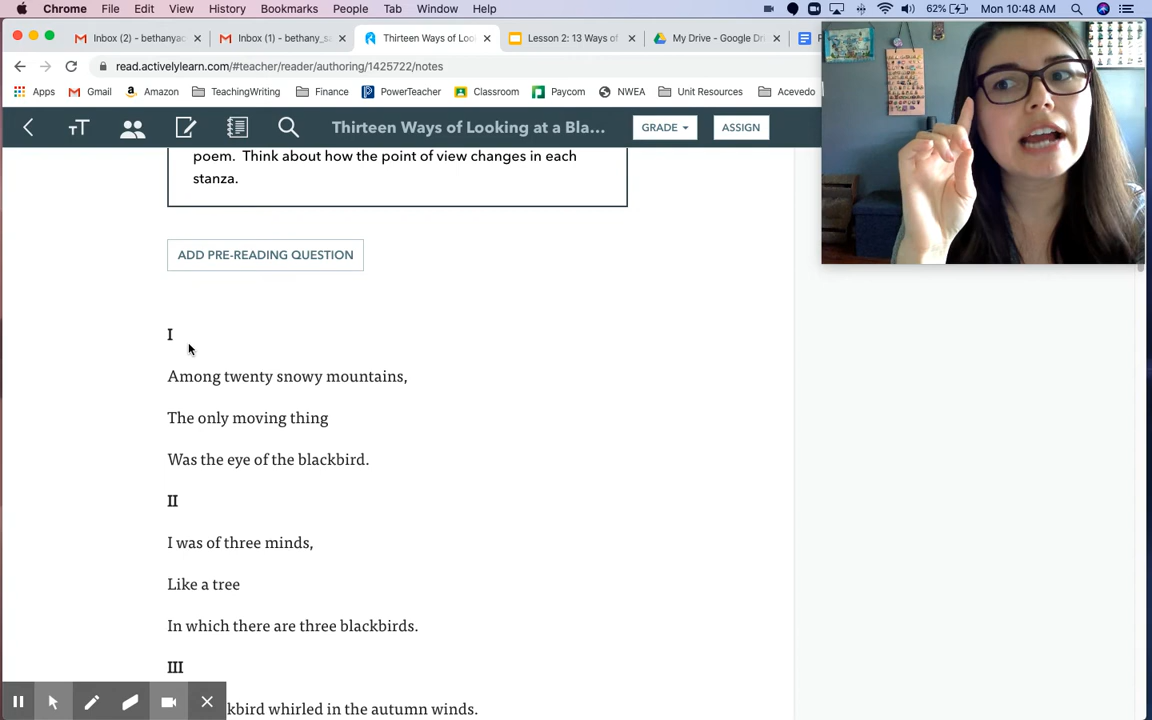 Chrome File Edit View History Bookmarks People Tab Window Help 62% Mon 10:48 AM
Inbox (2) - bethanyac Inbox (1) - bethany_s Thirteen Ways of Loo Lesson 2: 13 Ways of My Drive - Google Dri
read.activelylearn.com/#teacher/reader/authoring/1425722/notes
Apps Gmail Amazon TeachingWriting Finance PowerTeacher Classroom Paycom NWEA Unit Resources Acevedo
Thirteen Ways of Looking at a Bla... GRADE ASSIGN
poem. Think about how the point of view changes in each
stanza.
ADD PRE-READING QUESTION
I
Among twenty snowy mountains,
The only moving thing
Was the eye of the blackbird.
II
I was of three minds,
Like a tree
In which there are three blackbirds.
III
kbird whirled in the autumn winds.